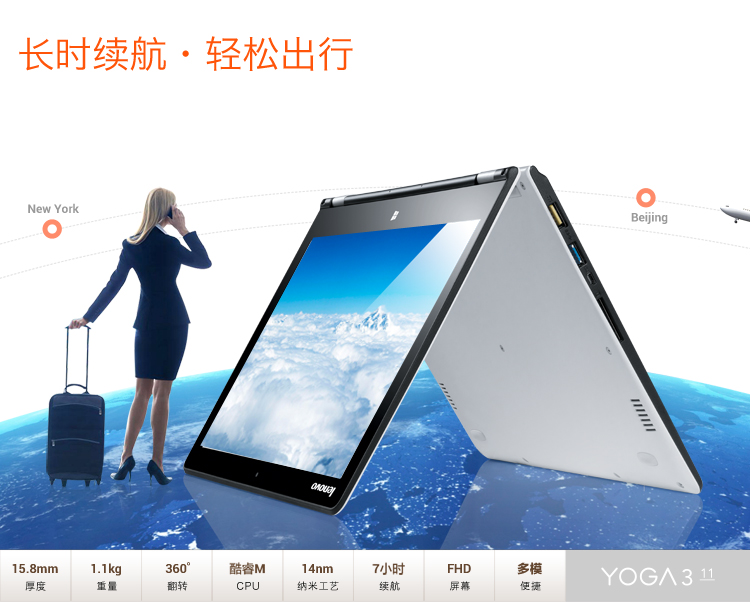 长时续航·轻松出行
New York
Beijing
lenovo
15.8mm 1.1kg 360° 酷睿M 14nm 7小时 FHD 多模
厚度 重量 翻转 CPU 纳米工艺 续航 屏幕 便捷
YOGA 3 11